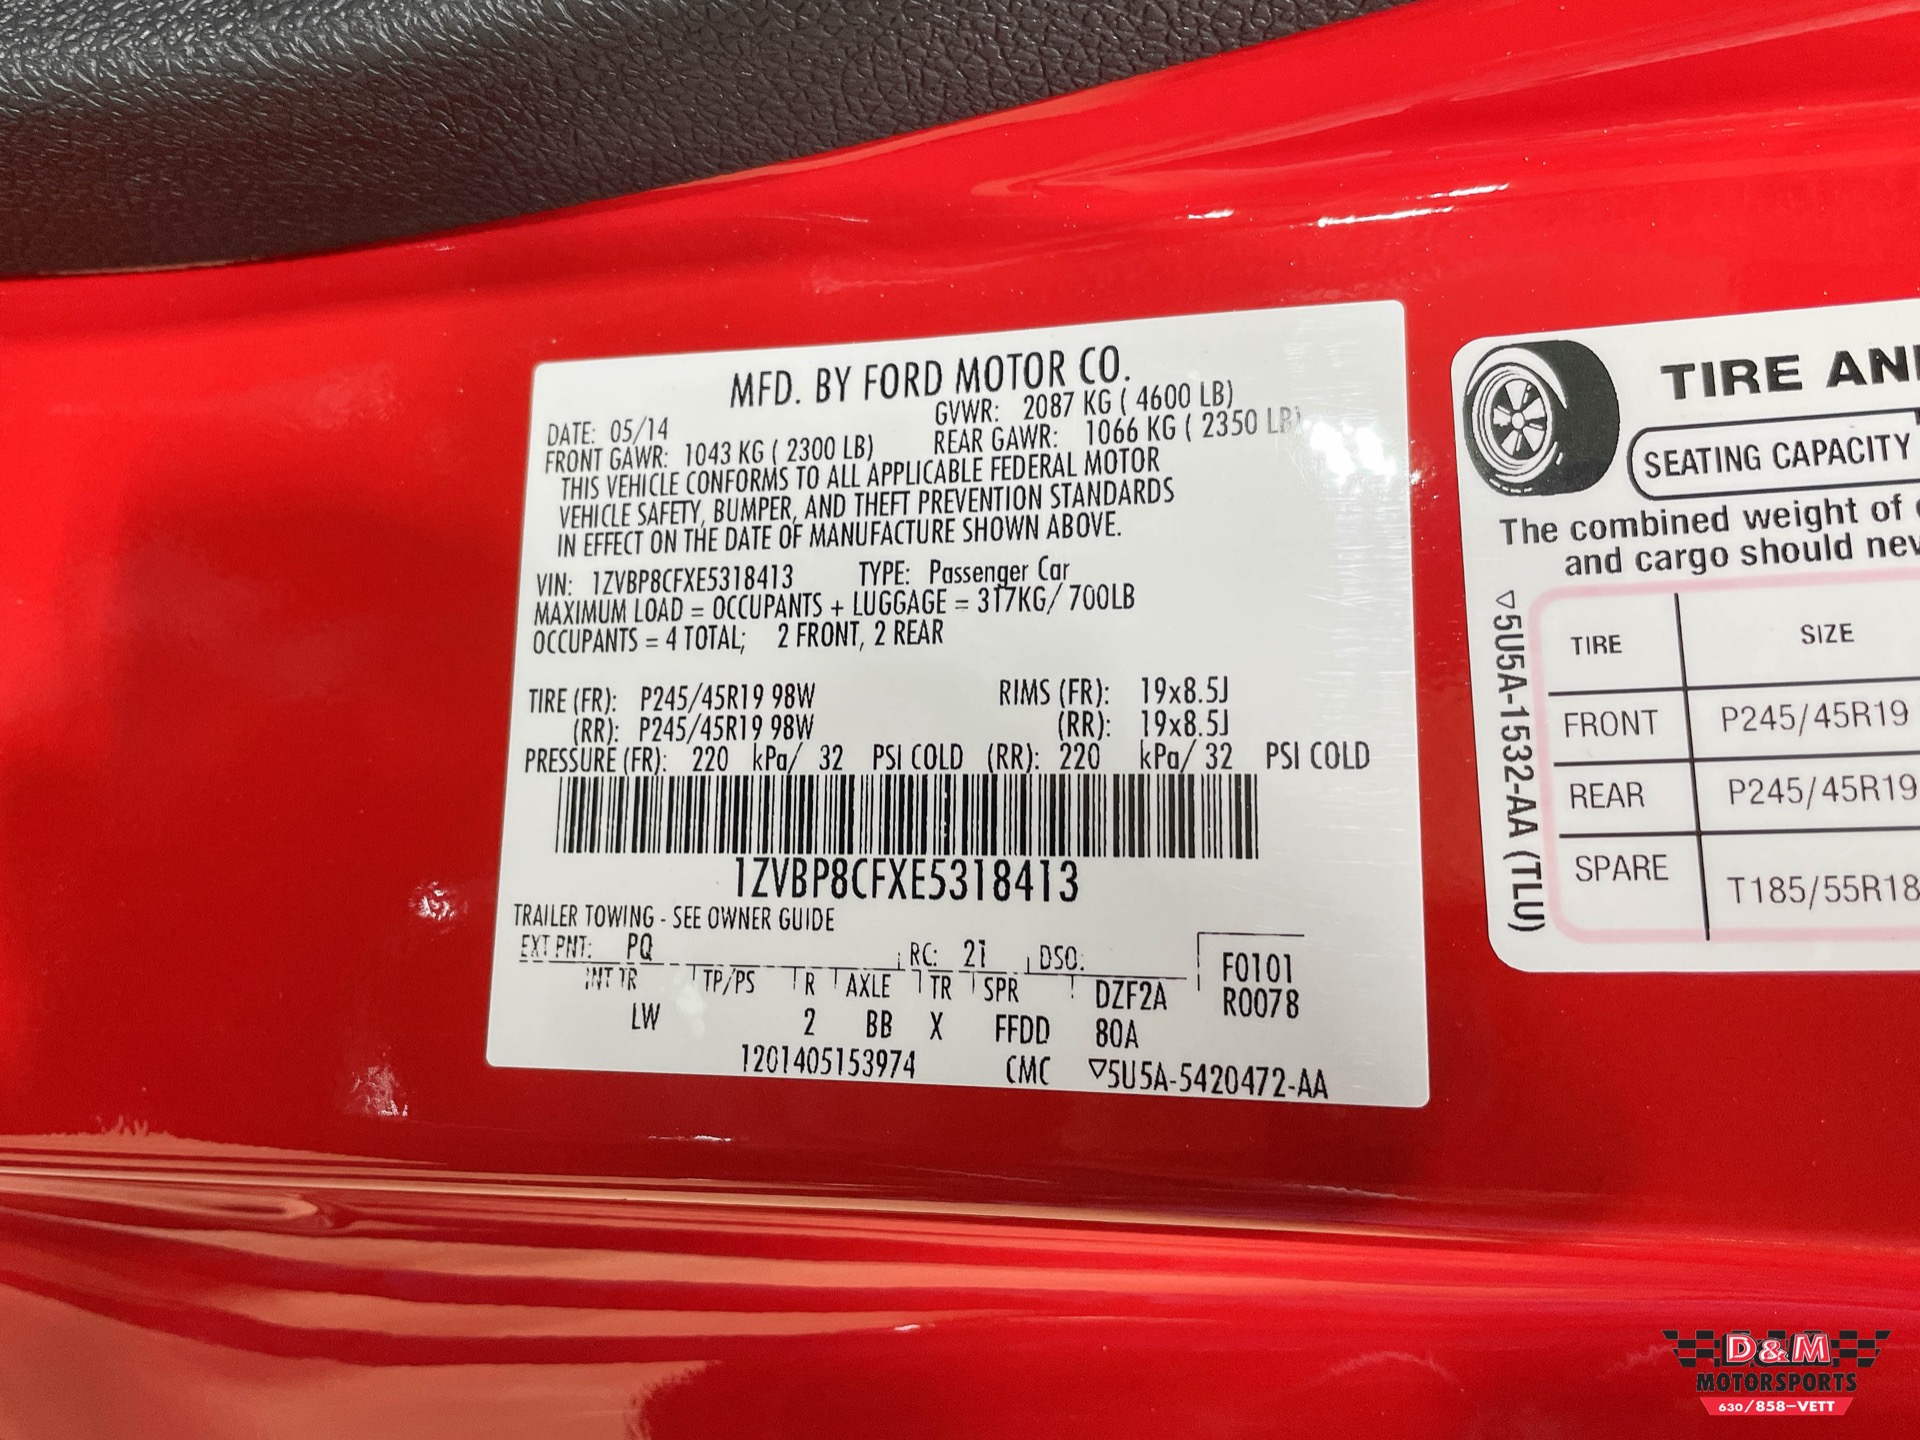 MFD. BY FORD MOTOR CO.
DATE: 05/14
GVWR: 2087 KG ( 4600 LB)
FRONT GAWR: 1043 KG ( 2300 LB)
REAR GAWR: 1066 KG ( 2350 LB)
THIS VEHICLE CONFORMS TO ALL APPLICABLE FEDERAL MOTOR
VEHICLE SAFETY, BUMPER, AND THEFT PREVENTION STANDARDS
IN EFFECT ON THE DATE OF MANUFACTURE SHOWN ABOVE.
VIN: 1ZVBP8CFXE5318413 TYPE: Passenger Car
MAXIMUM LOAD = OCCUPANTS + LUGGAGE = 317KG/ 700LB
OCCUPANTS = 4 TOTAL; 2 FRONT, 2 REAR
TIRE (FR): P245/45R19 98W RIMS (FR): 19x8.5J
(RR): P245/45R19 98W (RR): 19x8.5J
PRESSURE (FR): 220 kPa/ 32 PSI COLD (RR): 220 kPa/ 32 PSI COLD
1ZVBP8CFXE5318413
TRAILER TOWING - SEE OWNER GUIDE
EXT PNT: PQ RC: 21 DSO:
F0101
INT TR TP/PS R AXLE TR SPR DZF2A
R0078
LW 2 BB X FFDD 80A
1201405153974 CMC ▽5U5A-5420472-AA
TIRE AN
SEATING CAPACITY
The combined weight of
and cargo should nev
▽5U5A-1532-AA (TLU)
TIRE SIZE
FRONT P245/45R19
REAR P245/45R19
SPARE T185/55R18
D&M
MOTORSPORTS
630/858-VETT